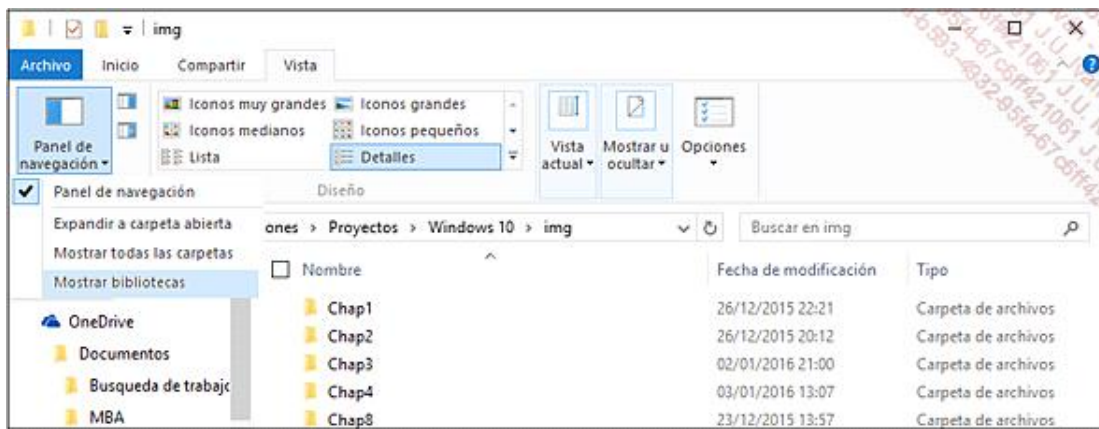 img
Archivo Inicio Compartir Vista
Iconos muy grandes Iconos grandes
Iconos medianos Iconos pequeños
Lista Detalles
Panel de navegación
Vista actual
Mostrar u ocultar
Opciones
Diseño
Panel de navegación
Expandir a carpeta abierta
Mostrar todas las carpetas
Mostrar bibliotecas
ones > Proyectos > Windows 10 > img
Buscar en img
Nombre Fecha de modificación Tipo
Chap1 26/12/2015 22:21 Carpeta de archivos
Chap2 26/12/2015 20:12 Carpeta de archivos
Chap3 02/01/2016 21:00 Carpeta de archivos
Chap4 03/01/2016 13:07 Carpeta de archivos
Chap8 23/12/2015 13:57 Carpeta de archivos
OneDrive
Documentos
Busqueda de trabajo
MBA